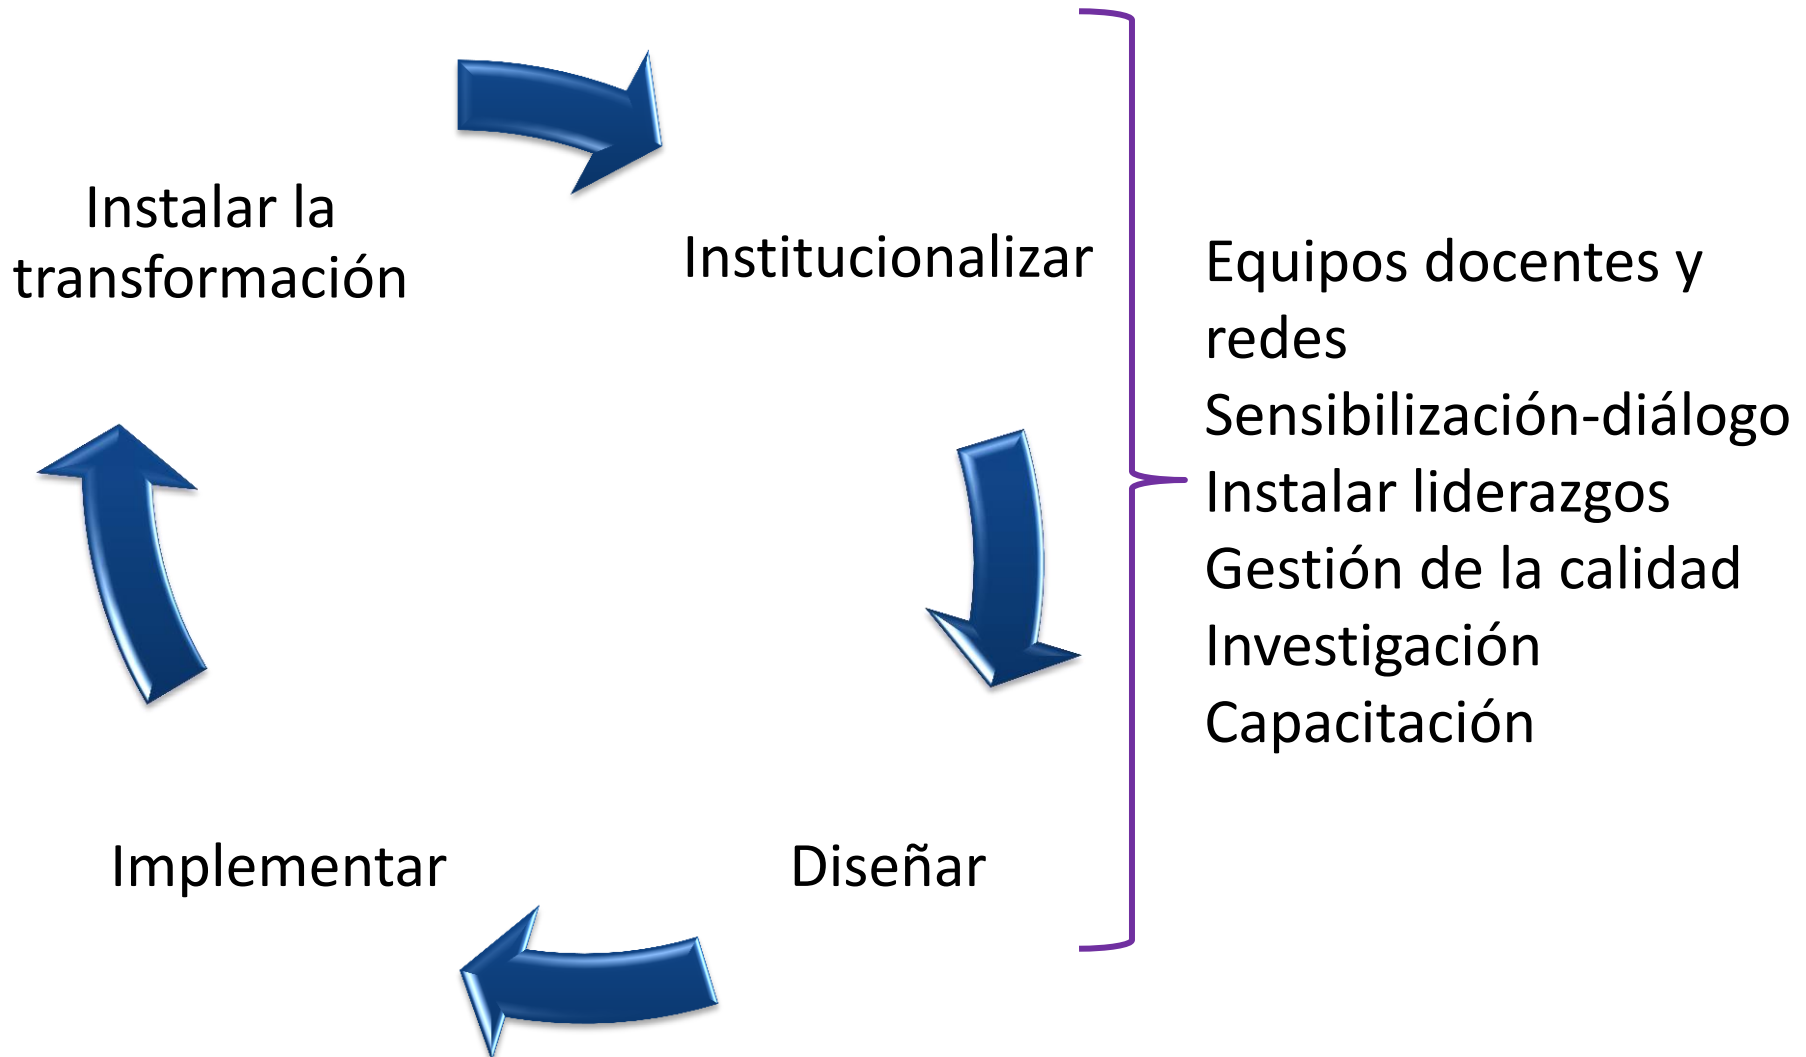 Instalar la
transformación
Institucionalizar
Equipos docentes y
redes
Sensibilización-diálogo
Instalar liderazgos
Gestión de la calidad
Investigación
Capacitación
Implementar
Diseñar